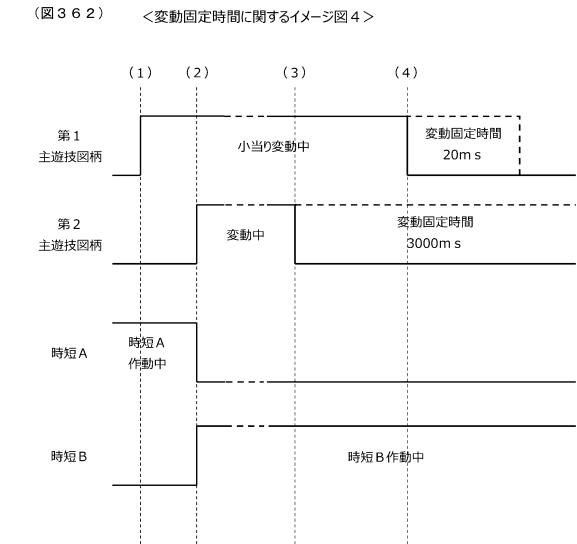 （図３６２）
＜変動固定時間に関するイメージ図４＞
（１）
（２）
（３）
（４）
第１
主遊技図柄
小当り変動中
変動固定時間
20ｍｓ
第２
主遊技図柄
変動中
変動固定時間
3000ｍｓ
時短Ａ
時短Ａ
作動中
時短Ｂ
時短Ｂ作動中